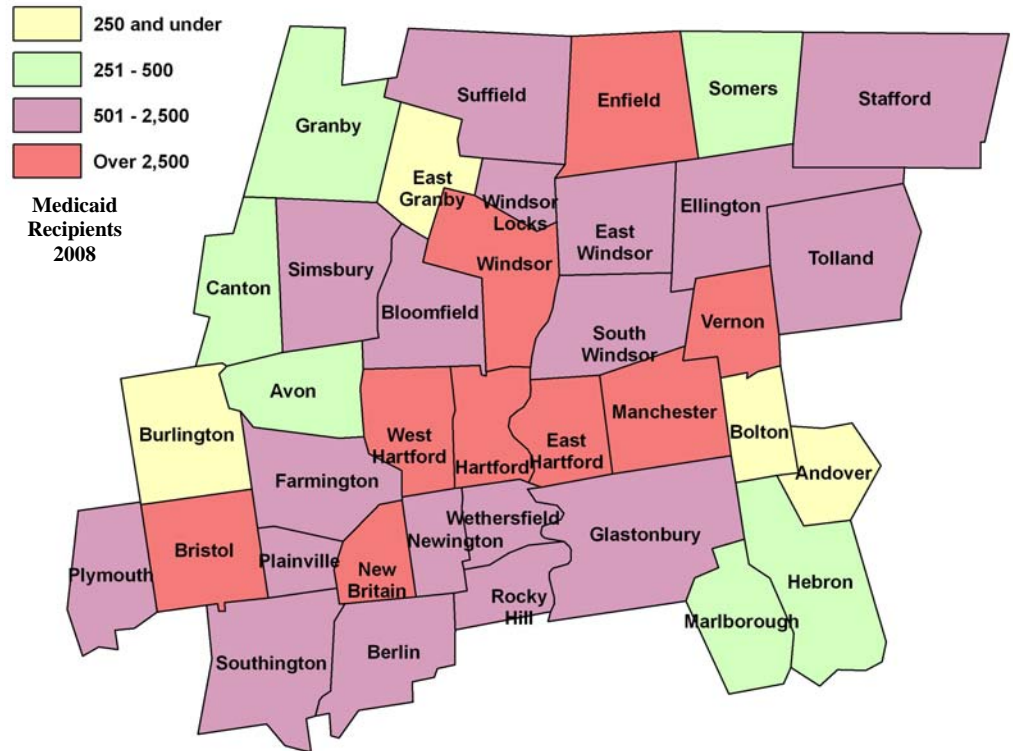 250 and under
251 - 500
501 - 2,500
Over 2,500
Medicaid
Recipients
2008
Suffield
Enfield
Somers
Stafford
Granby
East
Granby
Windsor
Locks
Ellington
East
Windsor
Tolland
Simsbury
Windsor
Canton
Bloomfield
South
Windsor
Vernon
Avon
Burlington
West
Hartford
Hartford
East
Hartford
Manchester
Bolton
Andover
Farmington
Wethersfield
Glastonbury
Newington
Bristol
Plainville
Plymouth
New
Britain
Rocky
Hill
Hebron
Marlborough
Southington
Berlin